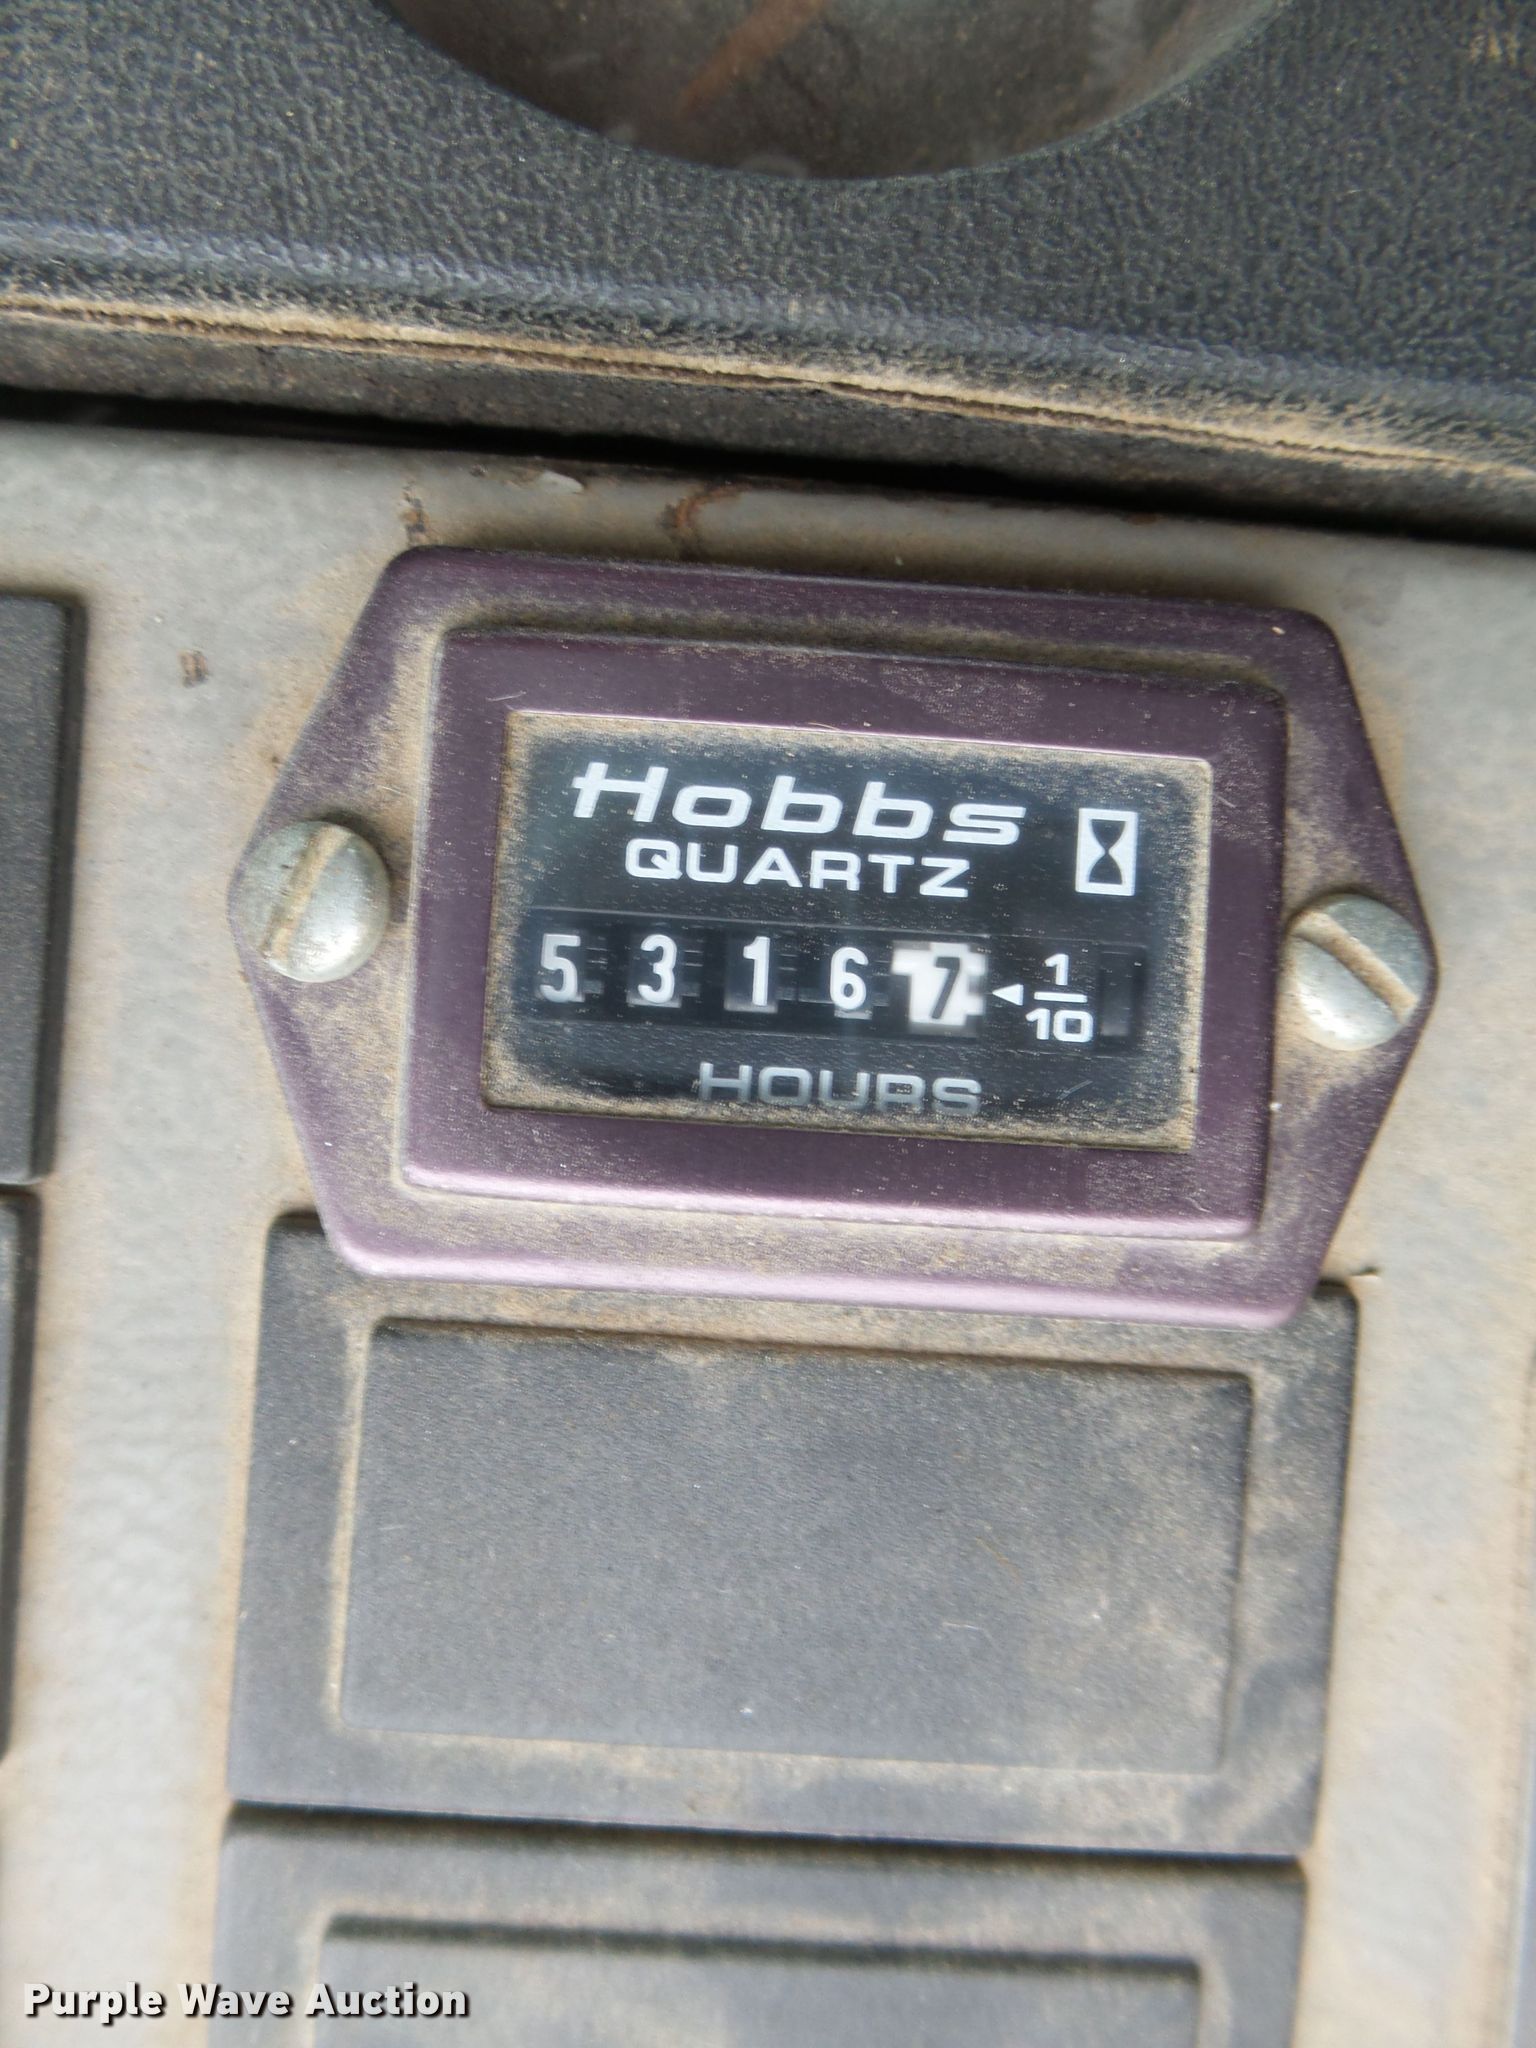 Hobbs
QUARTZ
5 3 1 6 7 ◄ 1/10
HOURS
Purple Wave Auction